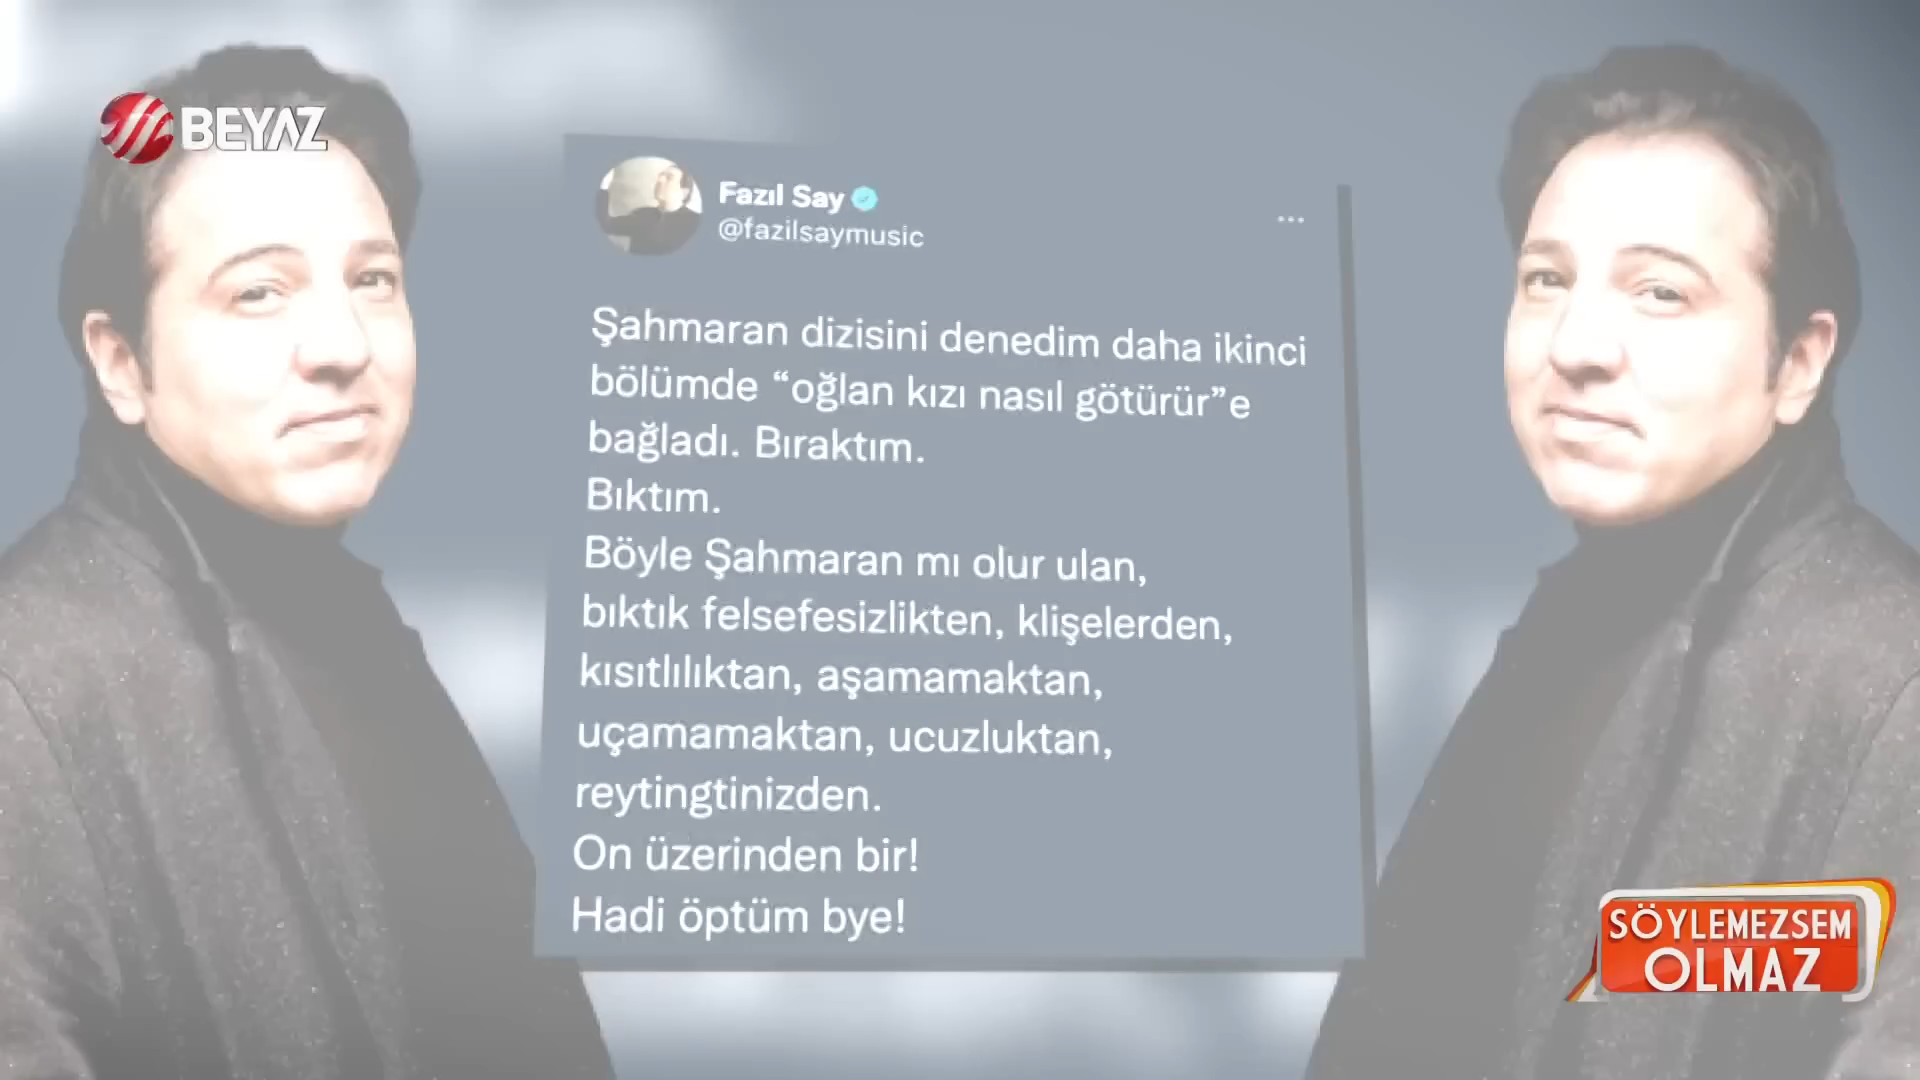 BEYAZ
Fazıl Say
@fazilsaymusic
Şahmaran dizisini denedim daha ikinci
bölümde “oğlan kızı nasıl götürür”e
bağladı. Bıraktım.
Bıktım.
Böyle Şahmaran mı olur ulan,
bıktık felsefesizlikten, klişelerden,
kısıtlılıktan, aşamamaktan,
uçamamaktan, ucuzluktan,
reytingtinizden.
On üzerinden bir!
Hadi öptüm bye!
SÖYLEMEZSEM
OLMAZ